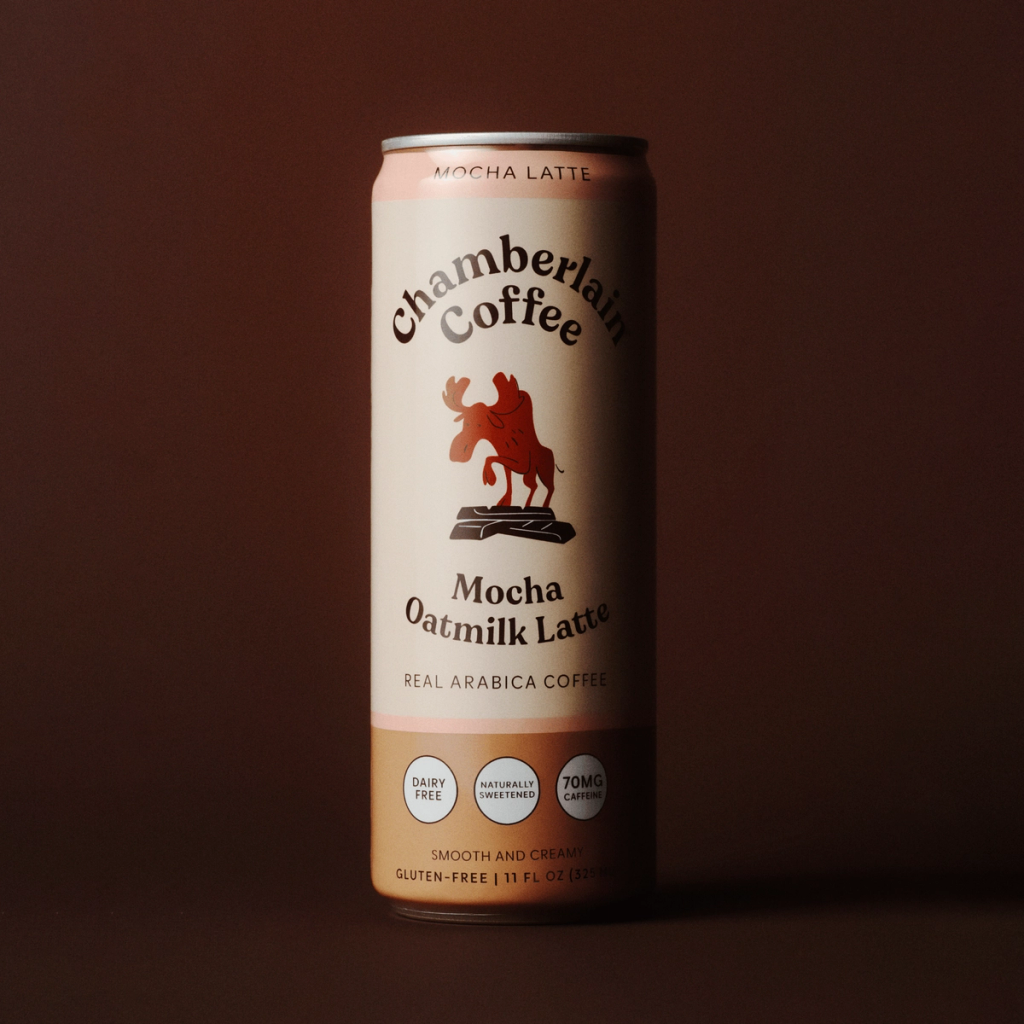 MOCHA LATTE
Chamberlain
Coffee
Mocha
Oatmilk Latte
REAL ARABICA COFFEE
DAIRY
FREE
NATURALLY
SWEETENED
70MG
CAFFEINE
SMOOTH AND CREAMY
GLUTEN-FREE | 11 FL OZ